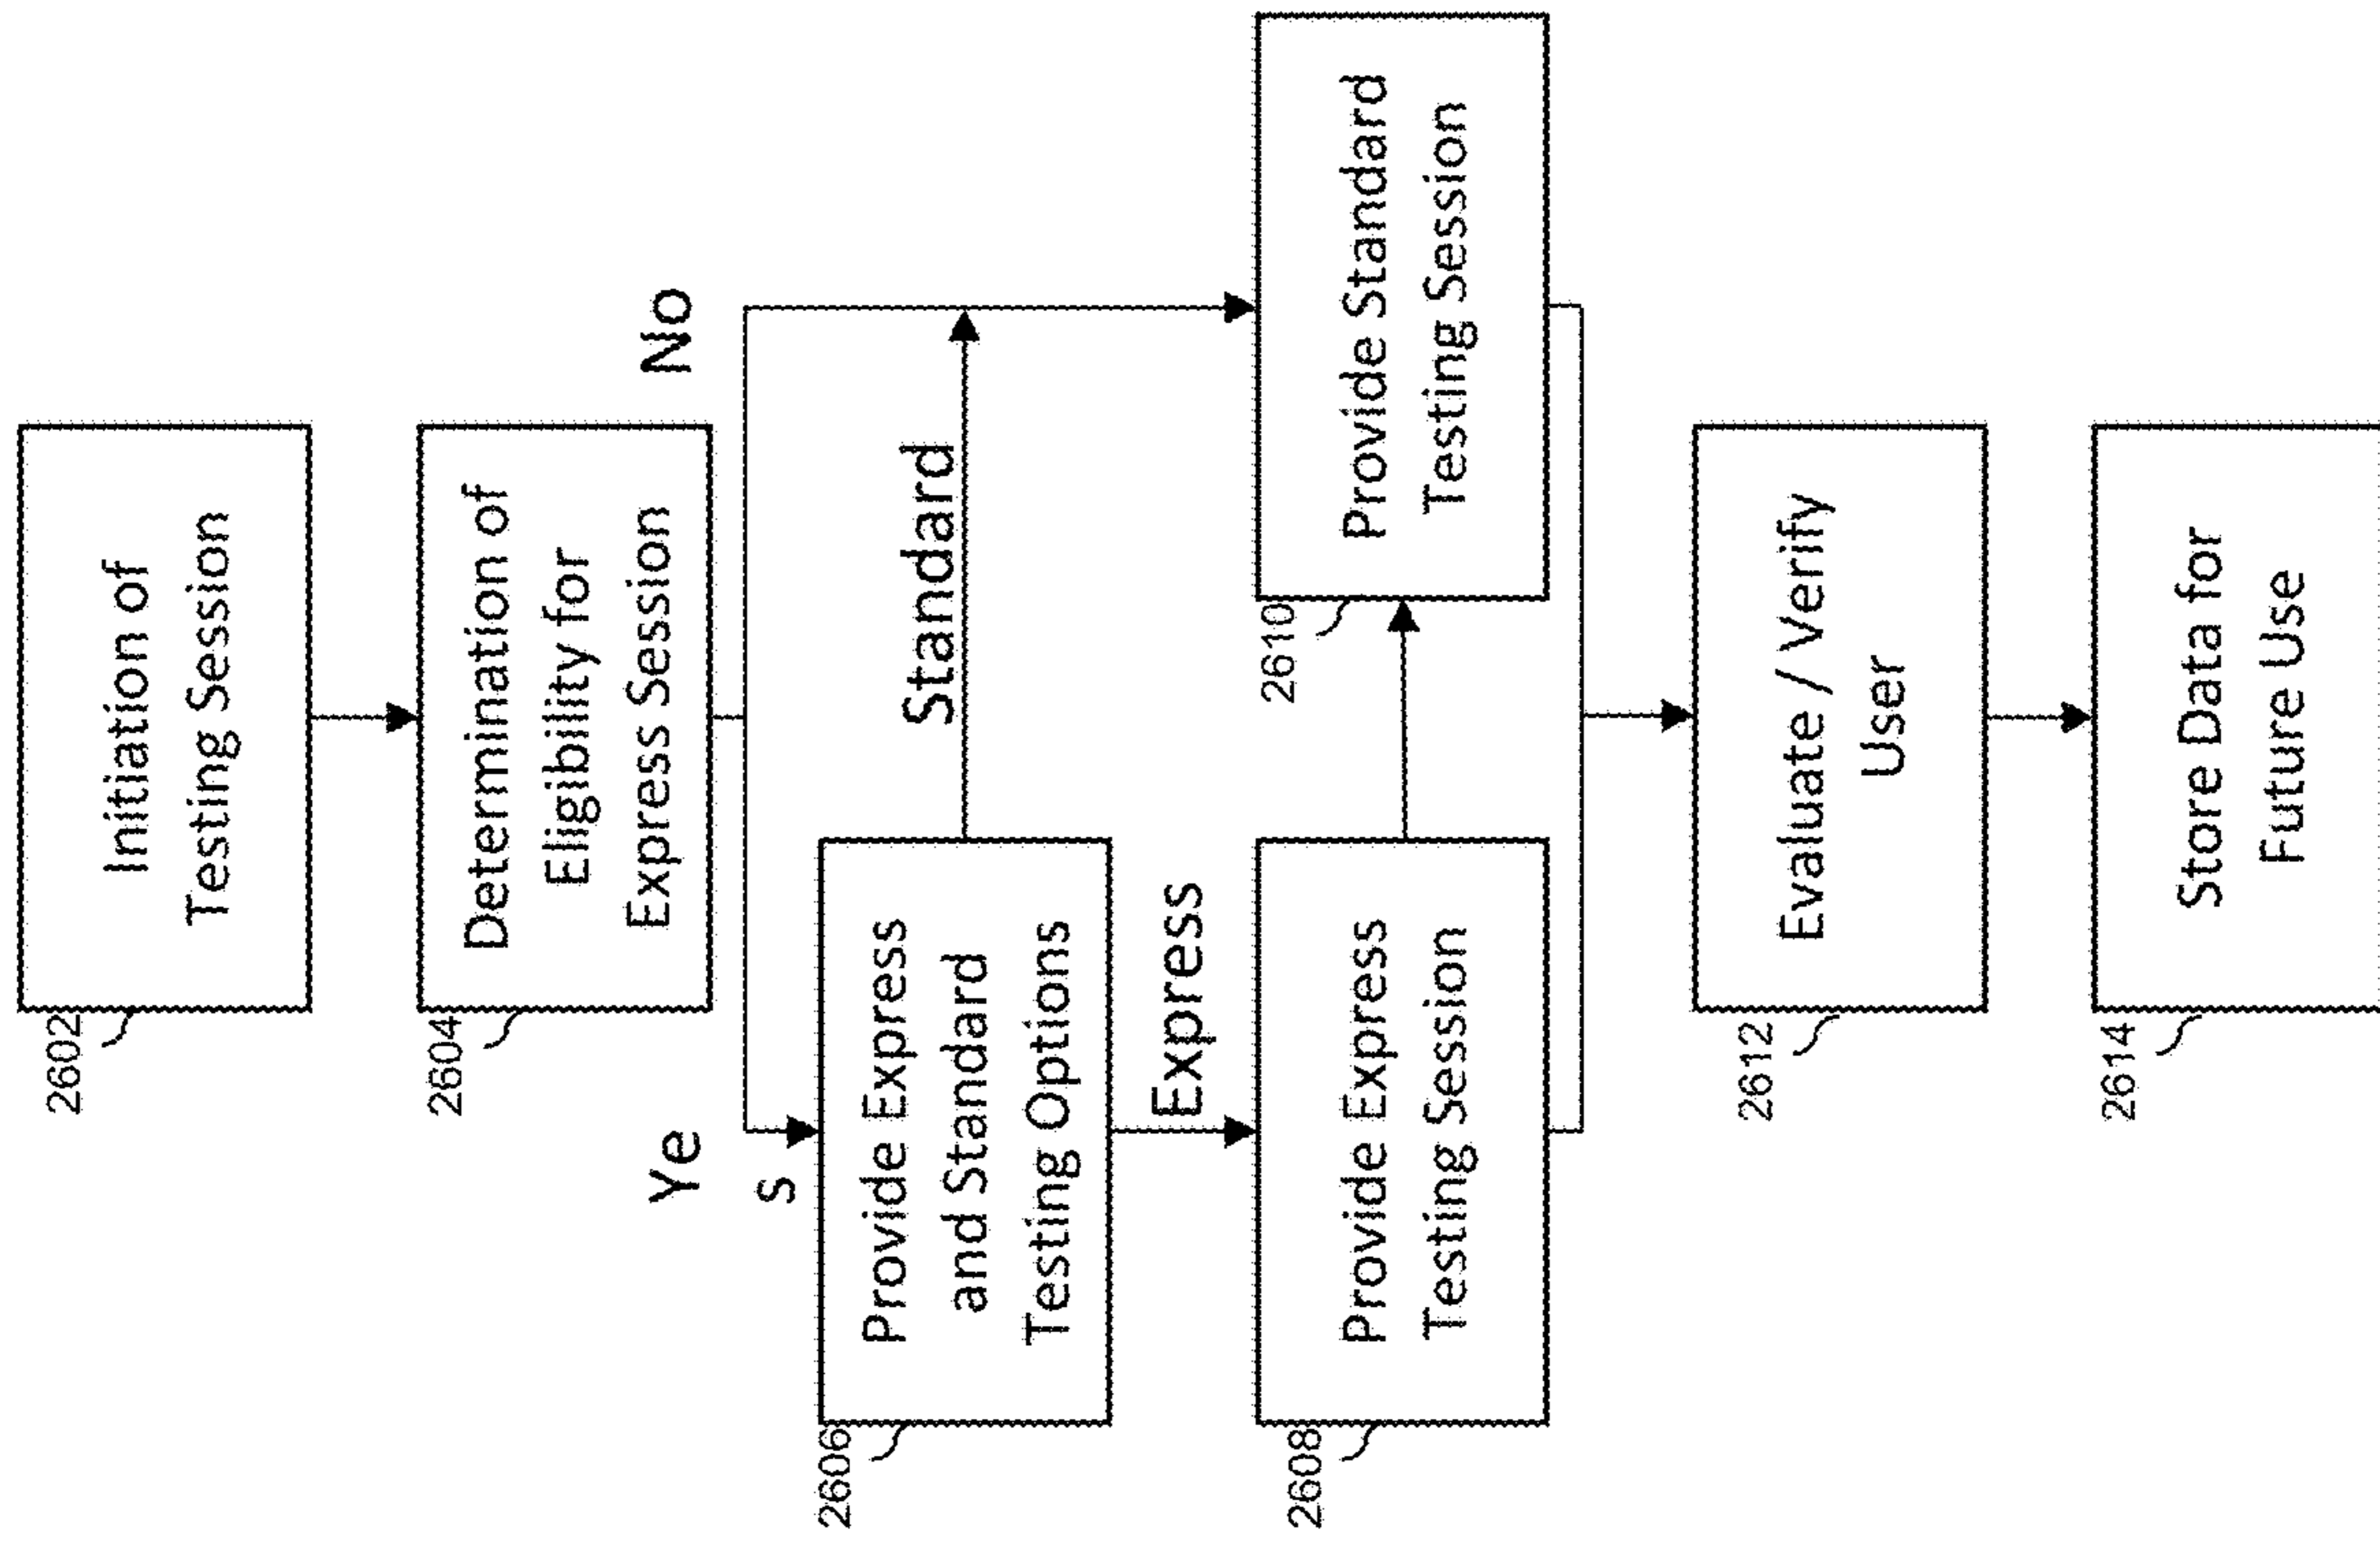 2602
Initiation of
Testing Session
2604
Determination of
Eligibility for
Express Session
Ye
s
No
2606
Provide Express
and Standard
Testing Options
Standard
Express
2608
Provide Express
Testing Session
2610
Provide Standard
Testing Session
2612
Evaluate / Verify
User
2614
Store Data for
Future Use